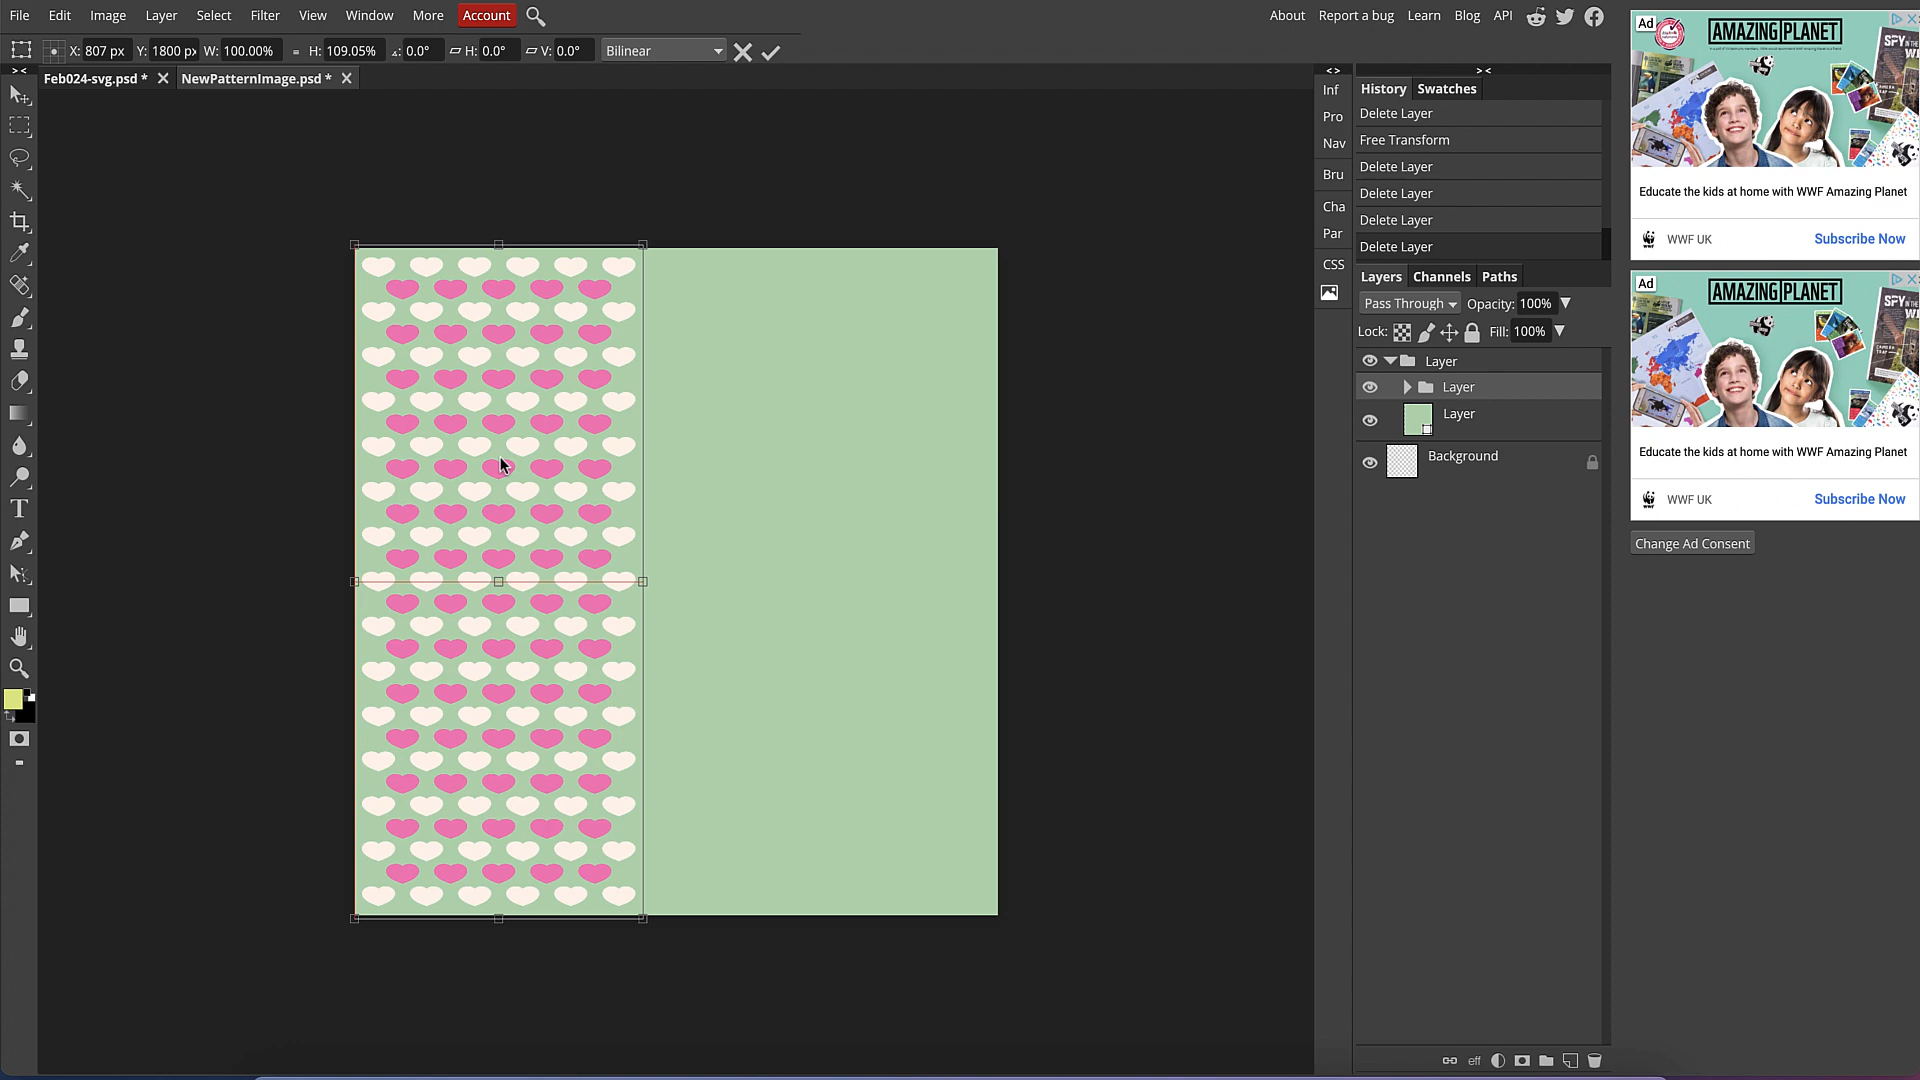 File Edit Image Layer Select Filter View Window More Account About Report a bug Learn Blog API
X: 807 px Y: 1800 px W: 100.00% = H: 109.05% 0.0° H: 0.0° V: 0.0° Bilinear
> < Feb024-svg.psd * NewPatternImage.psd * < > > <
Inf
Pro
Nav
Bru
Cha
Par
CSS
History Swatches
Delete Layer
Free Transform
Delete Layer
Delete Layer
Delete Layer
Delete Layer
Layers Channels Paths
Pass Through Opacity: 100%
Lock: Fill: 100%
Layer
Layer
Layer
Background
eff
T
Ad
AMAZING PLANET
SPY
Educate the kids at home with WWF Amazing Planet
WWF UK Subscribe Now
Ad
AMAZING PLANET
SPY
Educate the kids at home with WWF Amazing Planet
WWF UK Subscribe Now
Change Ad Consent